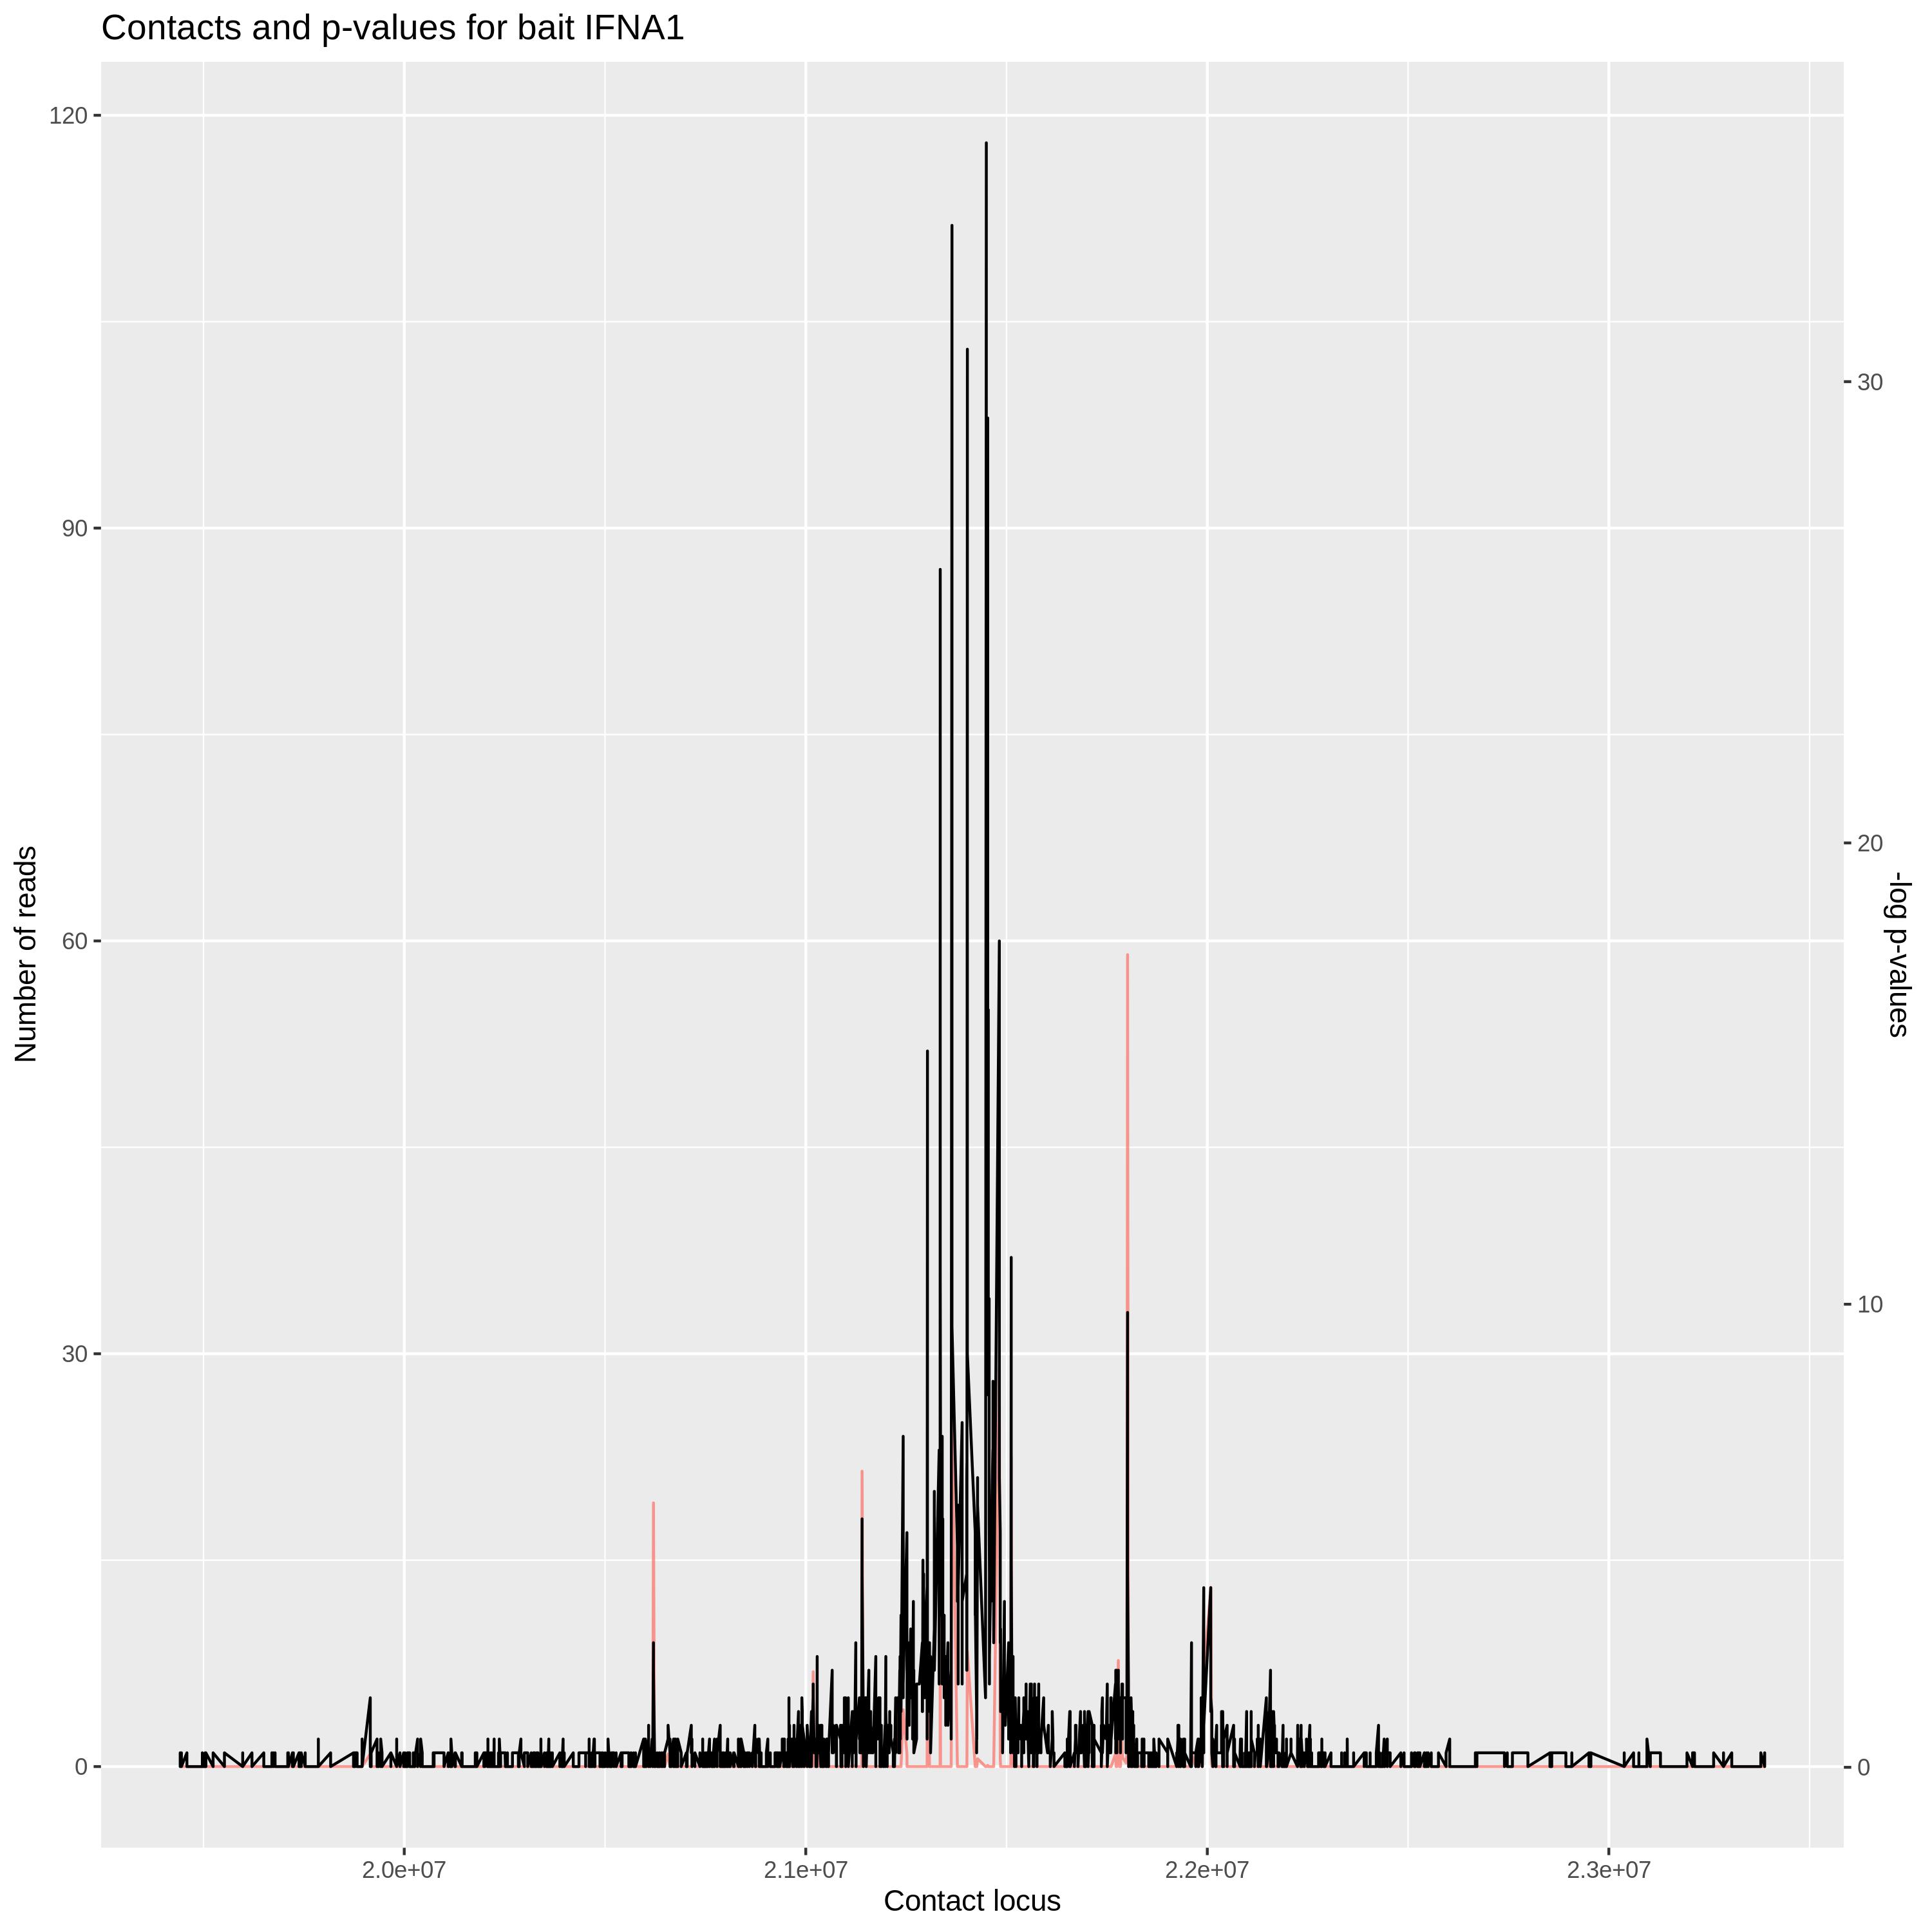 Contacts and p-values for bait IFNA1
120
90
60
30
0
Number of reads
30
20
10
0
-log p-values
2.0e+07
2.1e+07
2.2e+07
2.3e+07
Contact locus